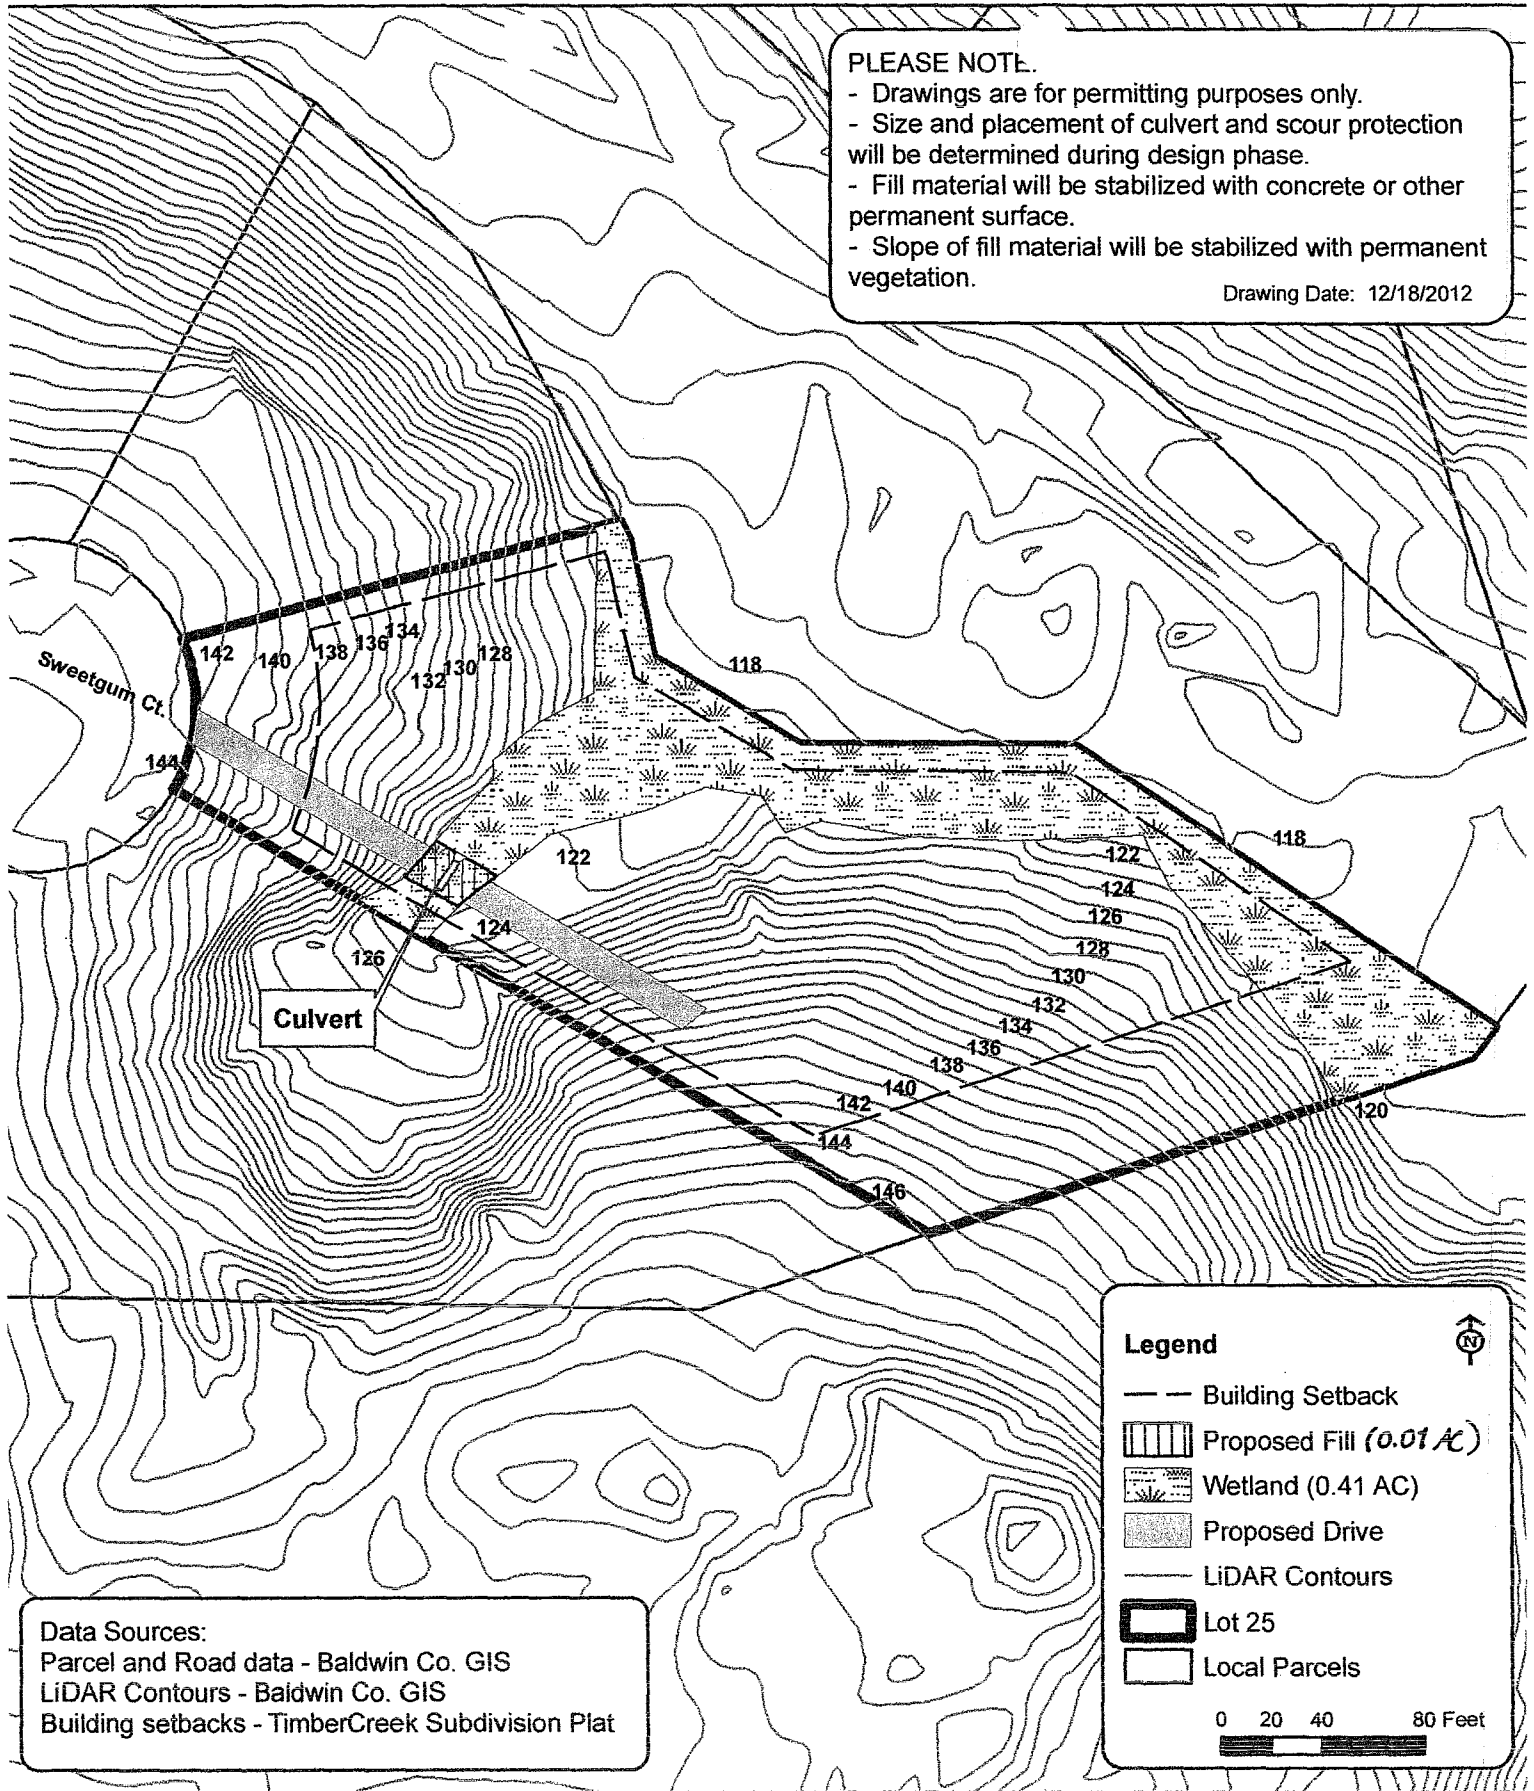 PLEASE NOTE.
- Drawings are for permitting purposes only.
- Size and placement of culvert and scour protection
will be determined during design phase.
- Fill material will be stabilized with concrete or other
permanent surface.
- Slope of fill material will be stabilized with permanent
vegetation.
Drawing Date: 12/18/2012
Sweetgum Ct.
142
140
138
136
134
132
130
128
118
144
122
124
126
Culvert
118
122
124
126
128
130
132
134
136
138
140
142
144
146
120
Legend
N
Building Setback
Proposed Fill (0.01 AC)
Wetland (0.41 AC)
Proposed Drive
LiDAR Contours
Lot 25
Local Parcels
0 20 40 80 Feet
Data Sources:
Parcel and Road data - Baldwin Co. GIS
LiDAR Contours - Baldwin Co. GIS
Building setbacks - TimberCreek Subdivision Plat